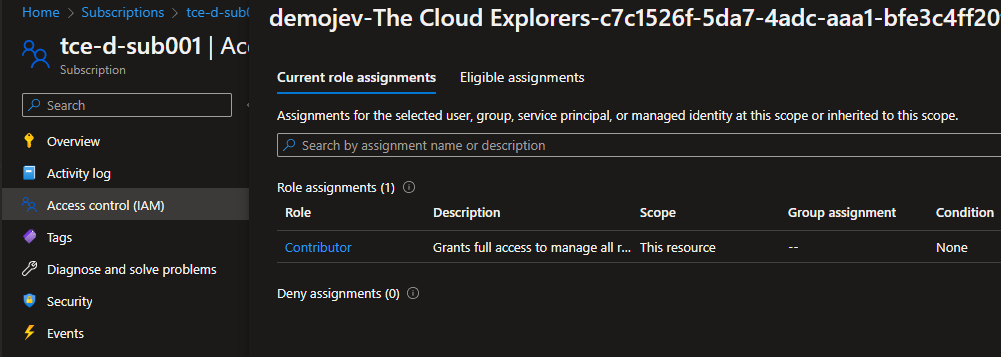 Home > Subscriptions > tce-d-sub001
tce-d-sub001 | Acc
Subscription
Search
Overview
Activity log
Access control (IAM)
Tags
Diagnose and solve problems
Security
Events
demojev-The Cloud Explorers-c7c1526f-5da7-4adc-aaa1-bfe3c4ff20
Current role assignments Eligible assignments
Assignments for the selected user, group, service principal, or managed identity at this scope or inherited to this scope.
Search by assignment name or description
Role assignments (1)
Role Description Scope Group assignment Condition
Contributor Grants full access to manage all r... This resource -- None
Deny assignments (0)